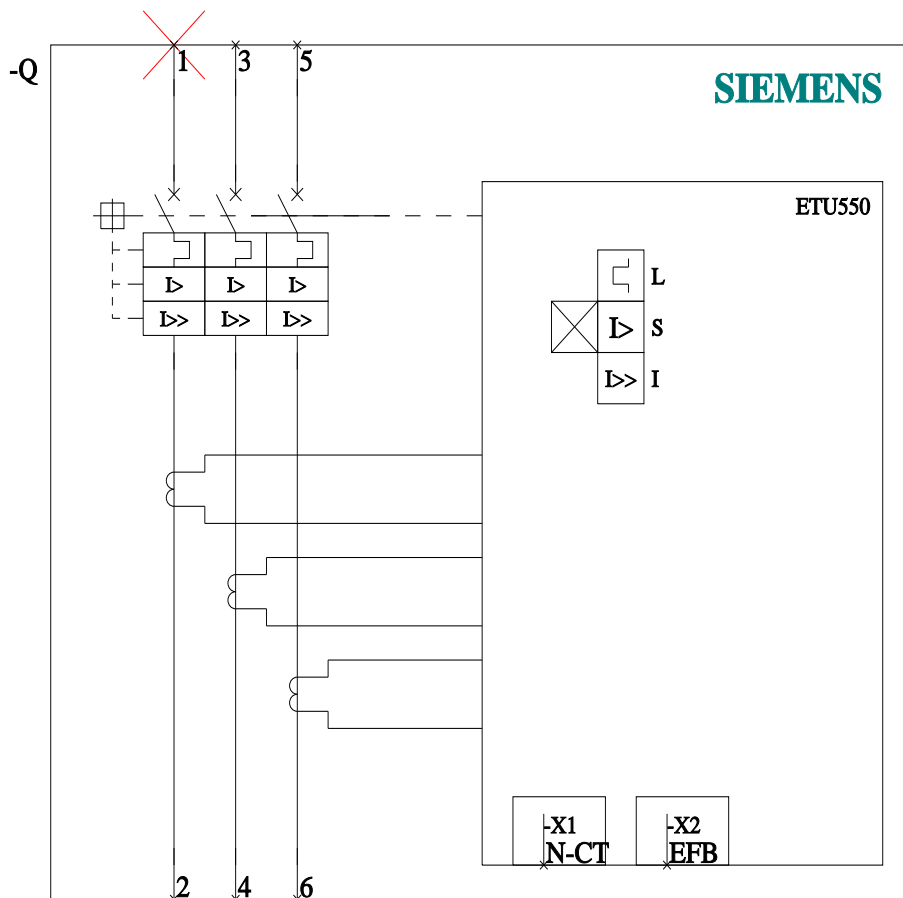 1 3 5
-Q
SIEMENS
ETU550
I> I> I>
I>> I>> I>>
L
I> S
I>> I
-X1
N-CT
-X2
EFB
2 4 6